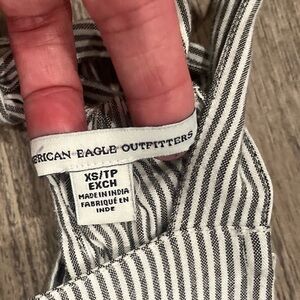 ERICAN EAGLE OUTFITTERS
XS/TP
EXCH
MADE IN INDIA
FABRIQUÉ EN
INDE